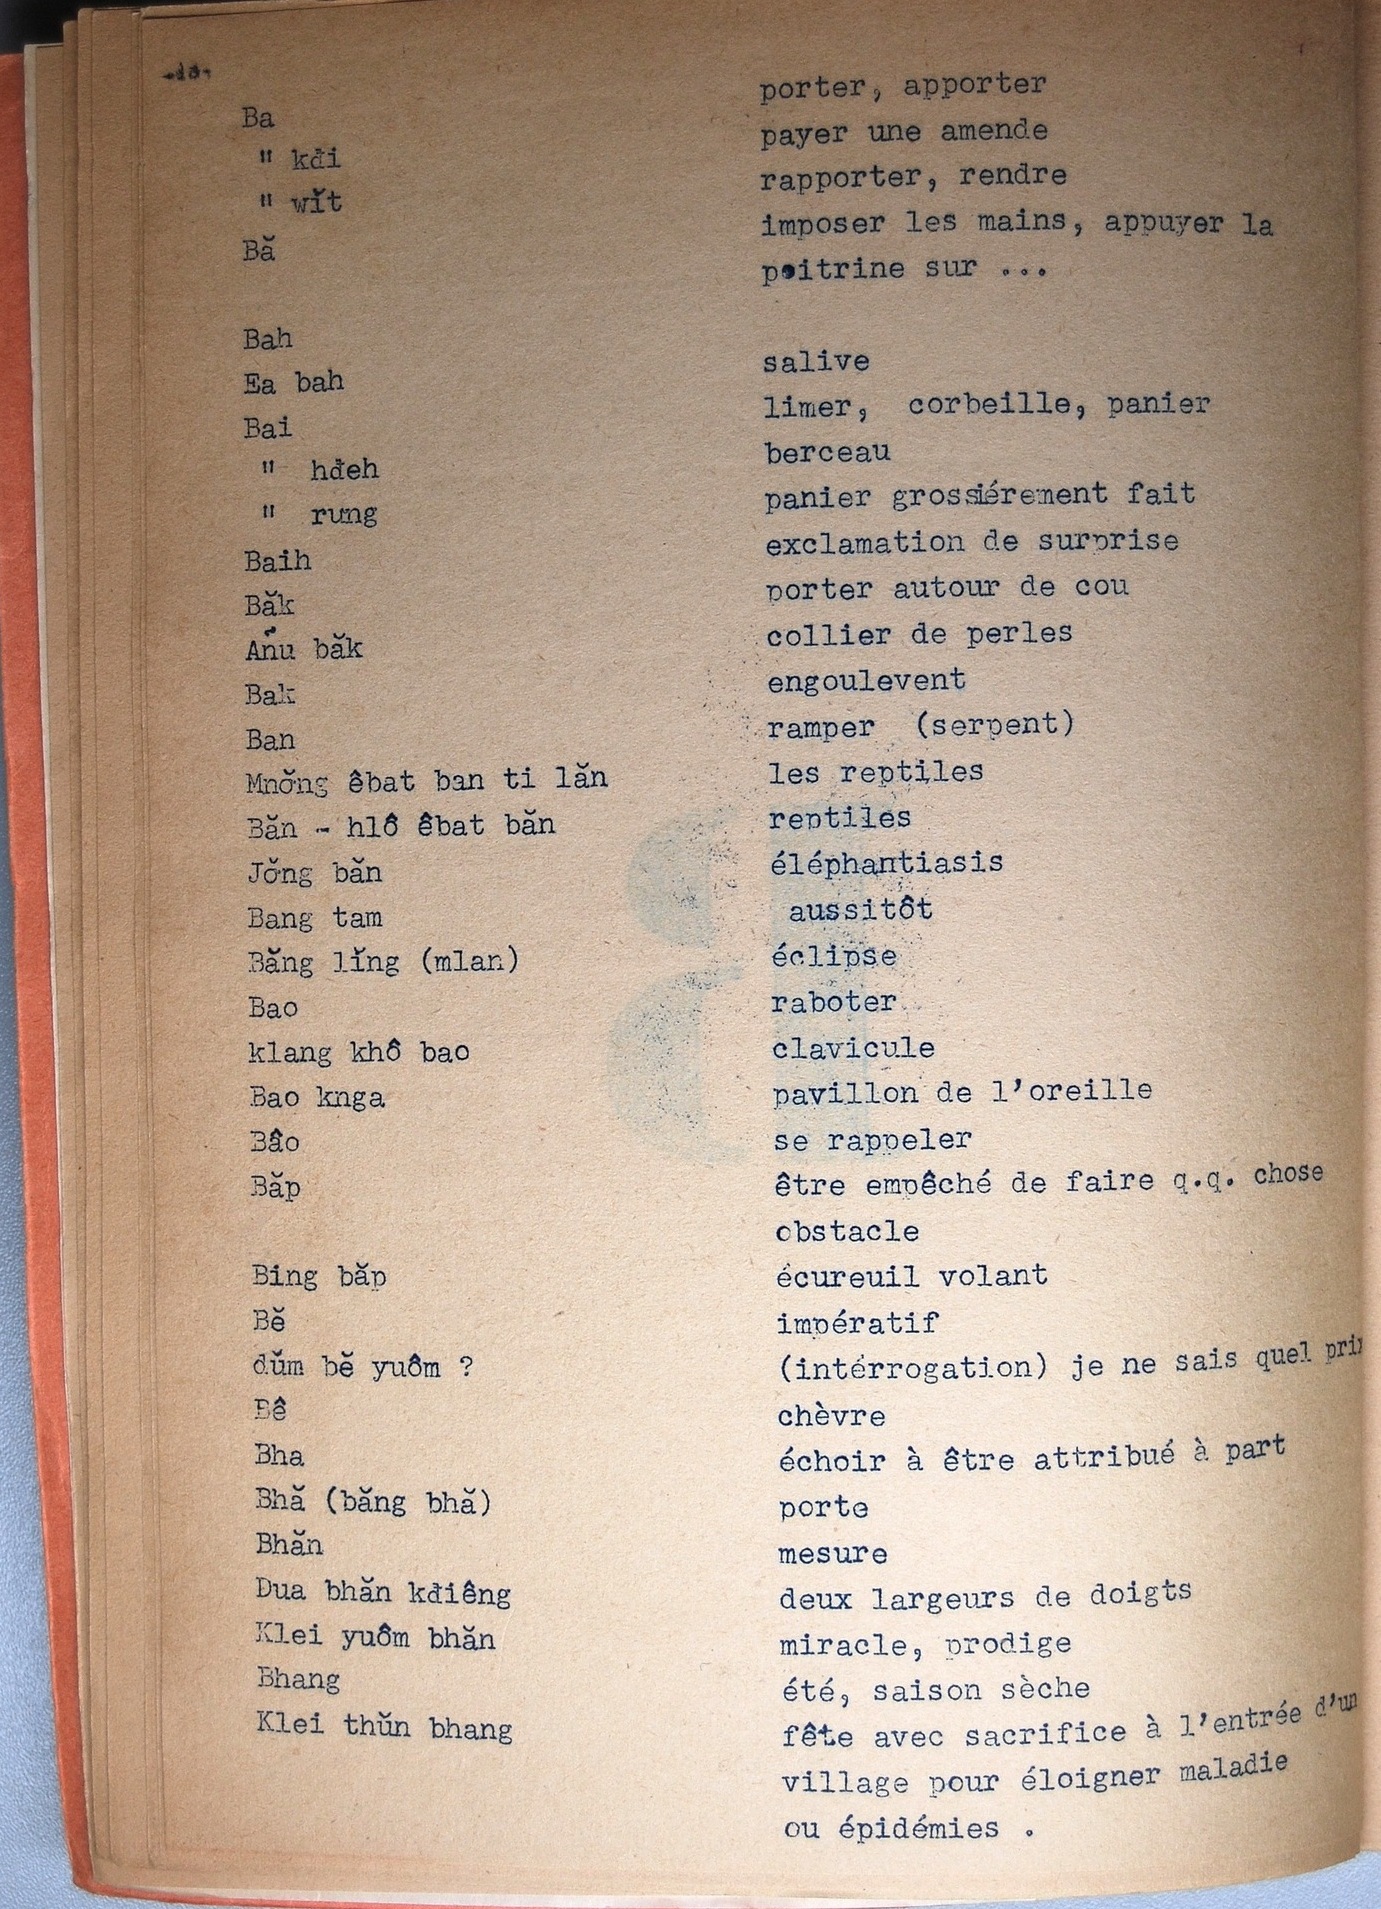 Ba porter, apporter
" kđi payer une amende
" wĭt rapporter, rendre
Bă imposer les mains, appuyer la
poitrine sur ...
Bah
Ea bah salive
Bai limer, corbeille, panier
" hđeh berceau
" rung panier grossiérement fait
Baih exclamation de surprise
Băk porter autour de cou
Añu băk collier de perles
Bak engoulevent
Ban ramper (serpent)
Mnơ̆ng êbat ban ti lăn les reptiles
Băn - hlô êbat băn reptiles
Jơ̆ng băn éléphantiasis
Bang tam aussitôt
Băng lĭng (mlan) éclipse
Bao raboter
klang khô bao clavicule
Bao knga pavillon de l'oreille
Bâo se rappeler
Băp être empêché de faire q.q. chose
obstacle
Bing băp écureuil volant
Bĕ impératif
dŭm bĕ yuôm ? (intérrogation) je ne sais quel prix
Bê chèvre
Bha échoir à être attribué à part
Bhă (băng bhă) porte
Bhăn mesure
Dua bhăn kđiêng deux largeurs de doigts
Klei yuôm bhăn miracle, prodige
Bhang été, saison sèche
Klei thŭn bhang fête avec sacrifice à l'entrée d'un
village pour éloigner maladie
ou épidémies .